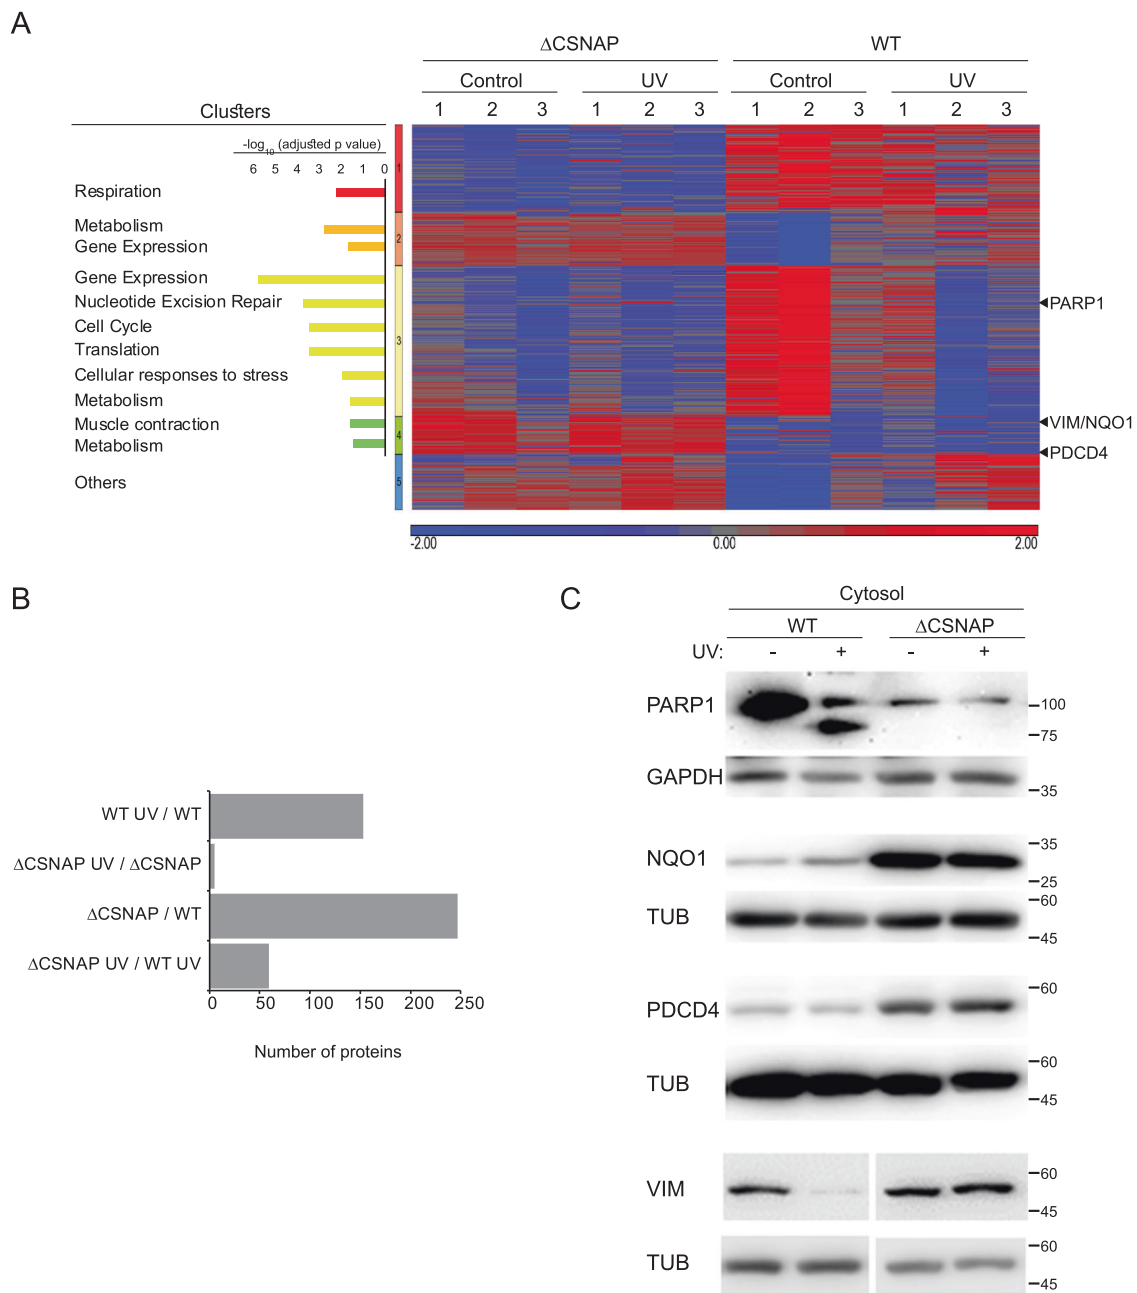 A
ΔCSNAP WT
Control UV Control UV
1 2 3 1 2 3 1 2 3 1 2 3
Clusters
-log10 (adjusted p value)
6 5 4 3 2 1 0
Respiration
Metabolism
Gene Expression
Gene Expression
Nucleotide Excision Repair
Cell Cycle
Translation
Cellular responses to stress
Metabolism
Muscle contraction
Metabolism
Others
1
2
3
4
5
PARP1
VIM/NQO1
PDCD4
-2.00 0.00 2.00
B
WT UV / WT
ΔCSNAP UV / ΔCSNAP
ΔCSNAP / WT
ΔCSNAP UV / WT UV
0 50 100 150 200 250
Number of proteins
C
Cytosol
WT ΔCSNAP
UV: - + - +
PARP1
100
75
GAPDH
35
NQO1
35
25
TUB
60
45
PDCD4
60
TUB
60
45
VIM
60
45
TUB
60
45